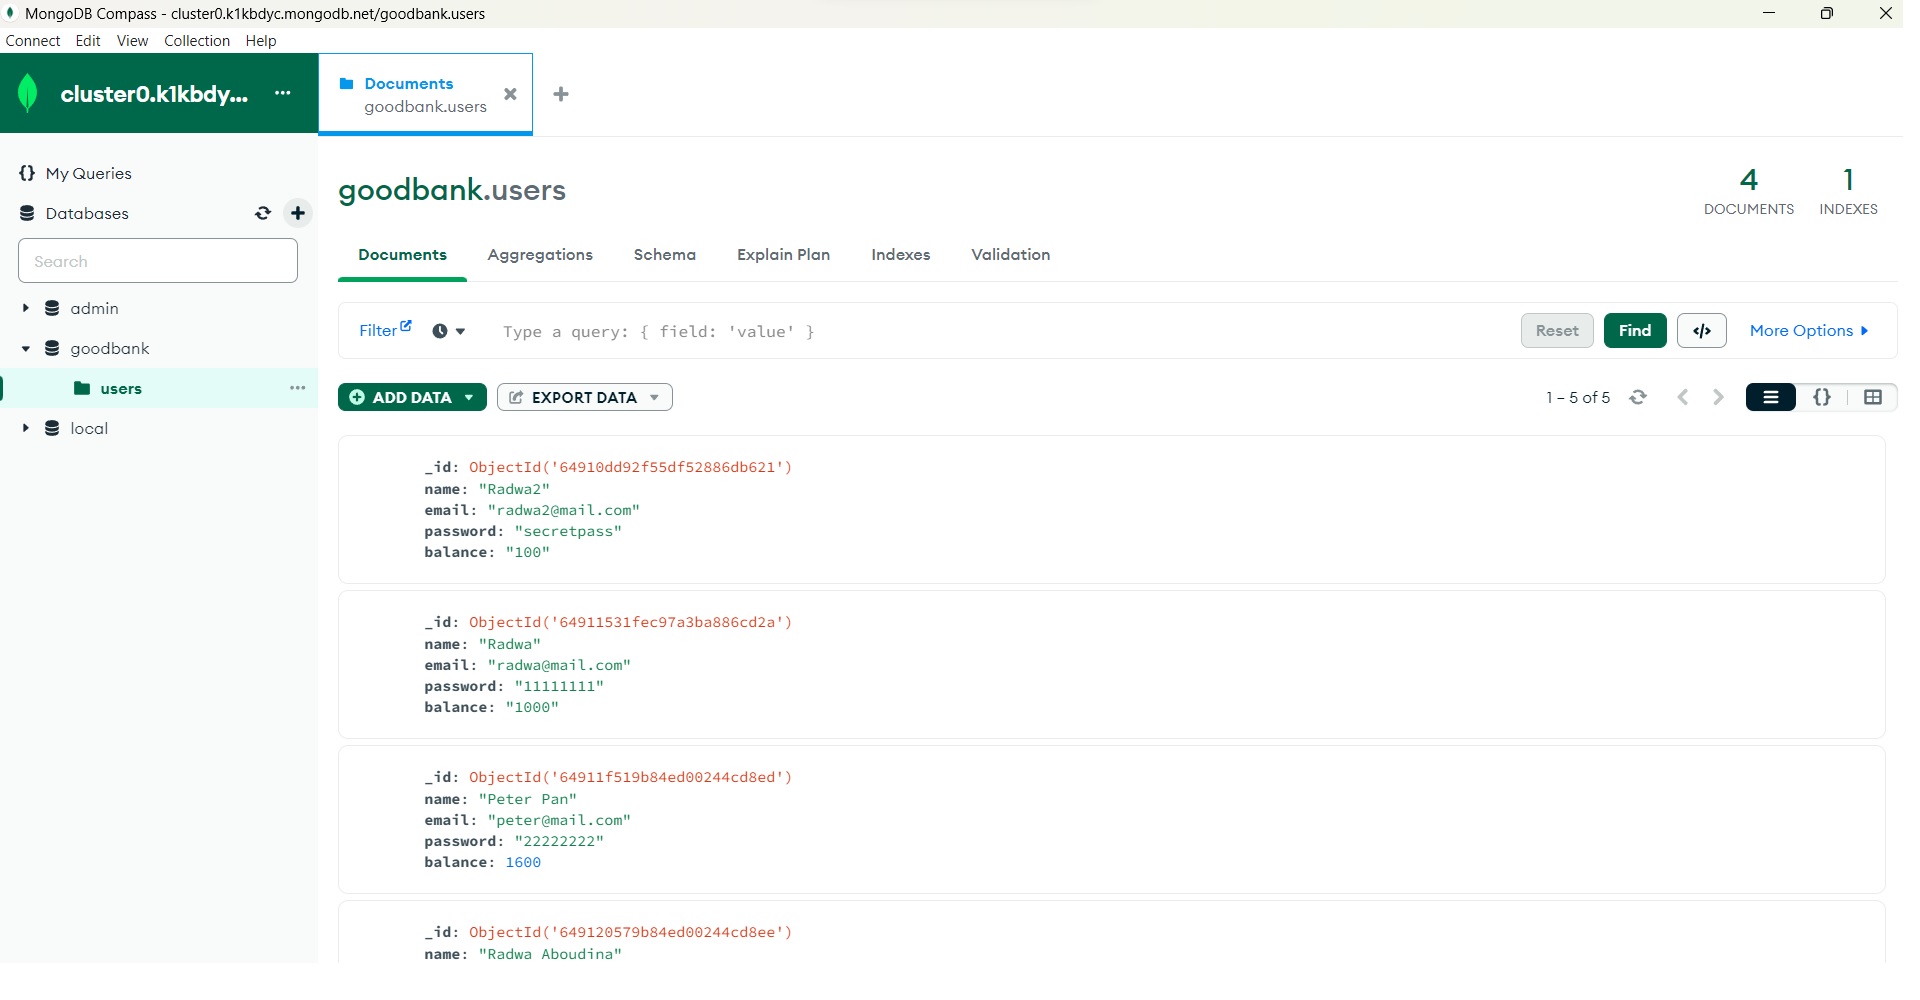 MongoDB Compass - cluster0.k1kbdyc.mongodb.net/goodbank.users
Connect Edit View Collection Help
cluster0.k1kbdy... ...
Documents
goodbank.users
My Queries
Databases
Search
admin
goodbank
users ...
local
goodbank.users
4
DOCUMENTS
1
INDEXES
Documents Aggregations Schema Explain Plan Indexes Validation
Filter Type a query: { field: 'value' } Reset Find </> More Options
ADD DATA EXPORT DATA 1 – 5 of 5 {}
_id: ObjectId('64910dd92f55df52886db621')
name: "Radwa2"
email: "radwa2@mail.com"
password: "secretpass"
balance: "100"
_id: ObjectId('64911531fec97a3ba886cd2a')
name: "Radwa"
email: "radwa@mail.com"
password: "11111111"
balance: "1000"
_id: ObjectId('64911f519b84ed00244cd8ed')
name: "Peter Pan"
email: "peter@mail.com"
password: "22222222"
balance: 1600
_id: ObjectId('649120579b84ed00244cd8ee')
name: "Radwa Aboudina"